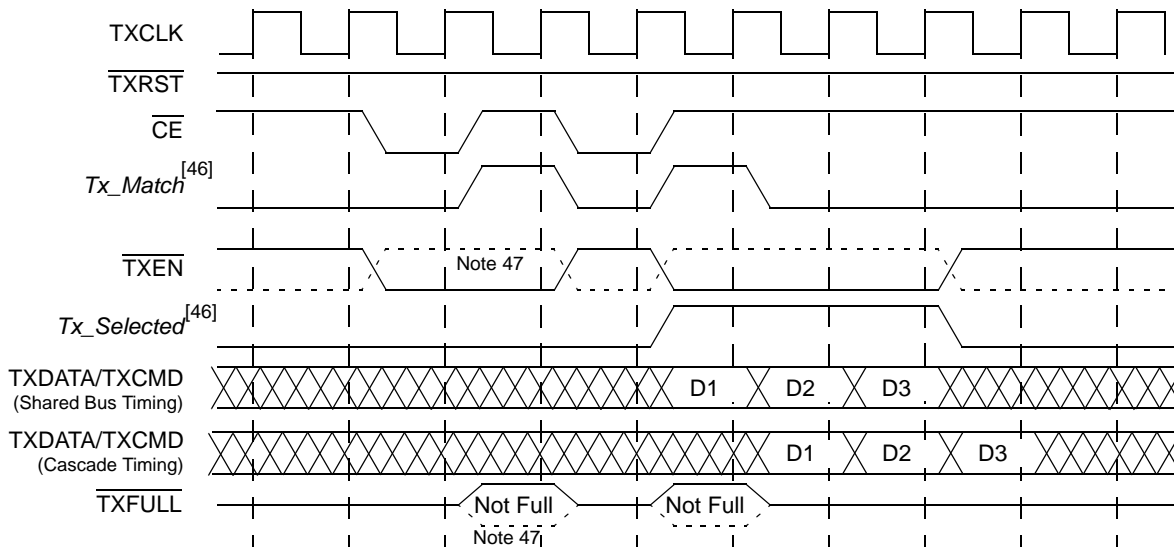 TXCLK
TXRST
CE
Tx_Match[46]
TXEN
Note 47
Tx_Selected[46]
TXDATA/TXCMD
(Shared Bus Timing)
D1 D2 D3
TXDATA/TXCMD
(Cascade Timing)
D1 D2 D3
TXFULL
Not Full Not Full
Note 47